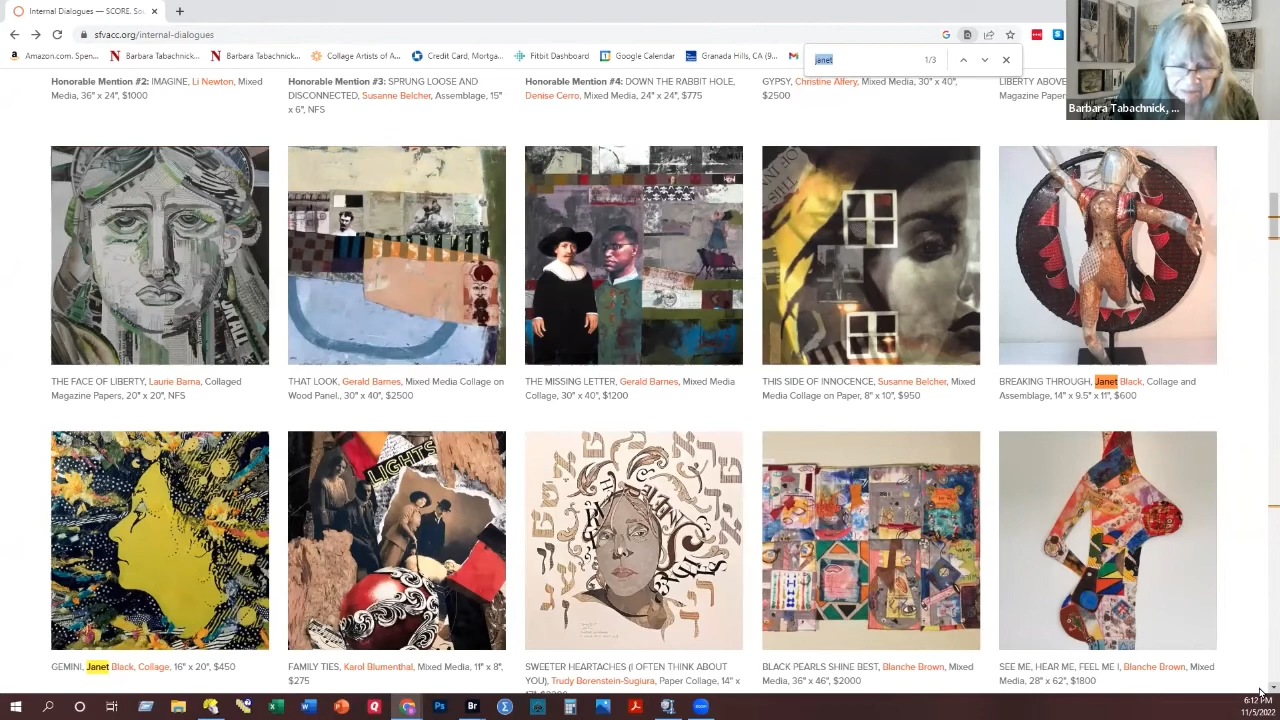 Internal Dialogues — SCORE, So
sfvacc.org/internal-dialogues
Amazon.com. Spen...
Barbara Tabachnick...
Barbara Tabachnick...
Collage Artists of A...
Credit Card, Mortga...
Fitbit Dashboard
Google Calendar
Granada Hills, CA (9...
janet
1/3
Barbara Tabachnick, ...
Honorable Mention #2: IMAGINE, Li Newton, Mixed
Media, 36" x 24", $1000
Honorable Mention #3: SPRUNG LOOSE AND
DISCONNECTED, Susanne Belcher, Assemblage, 15"
x 6", NFS
Honorable Mention #4: DOWN THE RABBIT HOLE,
Denise Cerro, Mixed Media, 24" x 24", $775
GYPSY, Christine Alfery, Mixed Media, 30" x 40",
$2500
LIBERTY ABOVE
Magazine Paper
THE FACE OF LIBERTY, Laurie Barna, Collaged
Magazine Papers, 20" x 20", NFS
THAT LOOK, Gerald Barnes, Mixed Media Collage on
Wood Panel., 30" x 40", $2500
THE MISSING LETTER, Gerald Barnes, Mixed Media
Collage, 30" x 40", $1200
THIS SIDE OF INNOCENCE, Susanne Belcher, Mixed
Media Collage on Paper, 8" x 10", $950
BREAKING THROUGH, Janet Black, Collage and
Assemblage, 14" x 9.5" x 11", $600
LIGHTS
GEMINI, Janet Black, Collage, 16" x 20", $450
FAMILY TIES, Karol Blumenthal, Mixed Media, 11" x 8",
$275
SWEETER HEARTACHES (I OFTEN THINK ABOUT
YOU), Trudy Borenstein-Sugiura, Paper Collage, 14" x
BLACK PEARLS SHINE BEST, Blanche Brown, Mixed
Media, 36" x 46", $2000
SEE ME, HEAR ME, FEEL ME I, Blanche Brown, Mixed
Media, 28" x 62", $1800
6:12 PM
11/5/2022